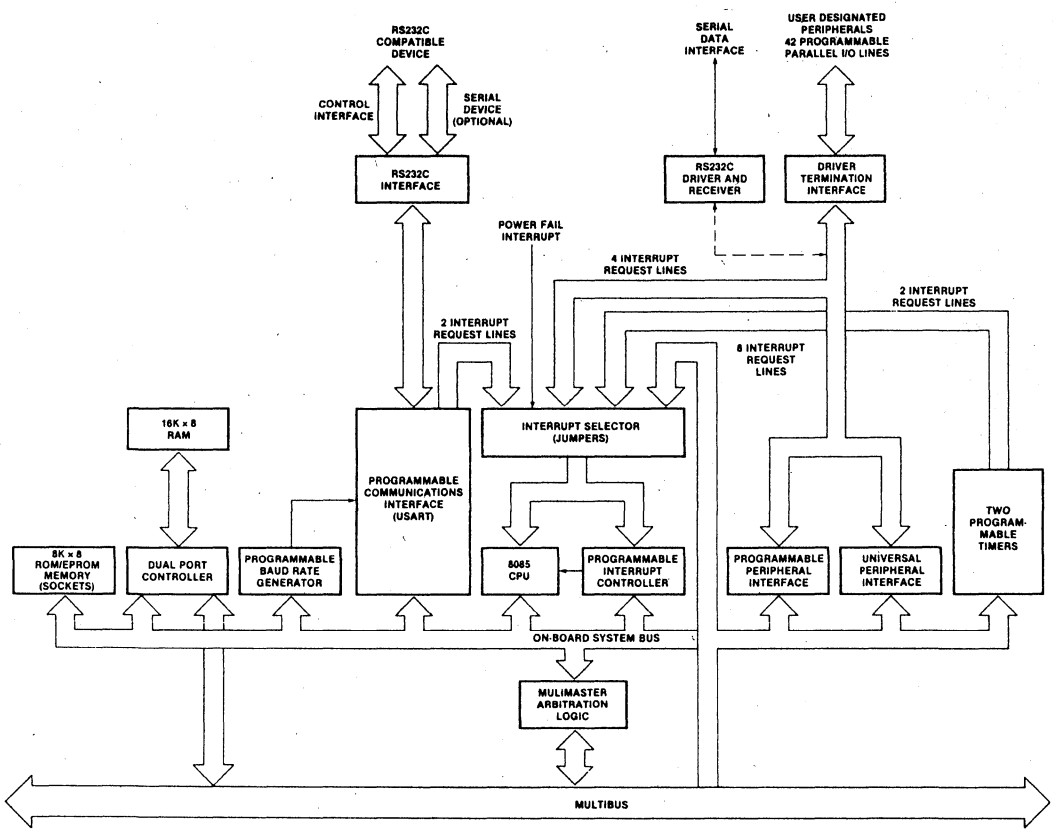 RS232C
COMPATIBLE
DEVICE
SERIAL
DATA
INTERFACE
USER DESIGNATED
PERIPHERALS
42 PROGRAMMABLE
PARALLEL I/O LINES
CONTROL
INTERFACE
SERIAL
DEVICE
(OPTIONAL)
RS232C
INTERFACE
RS232C
DRIVER AND
RECEIVER
DRIVER
TERMINATION
INTERFACE
POWER FAIL
INTERRUPT
4 INTERRUPT
REQUEST LINES
2 INTERRUPT
REQUEST LINES
2 INTERRUPT
REQUEST LINES
8 INTERRUPT
REQUEST
LINES
16K × 8
RAM
INTERRUPT SELECTOR
(JUMPERS)
PROGRAMMABLE
COMMUNICATIONS
INTERFACE
(USART)
TWO
PROGRAM-
MABLE
TIMERS
8K × 8
ROM/EPROM
MEMORY
(SOCKETS)
DUAL PORT
CONTROLLER
PROGRAMMABLE
BAUD RATE
GENERATOR
8085
CPU
PROGRAMMABLE
INTERRUPT
CONTROLLER
PROGRAMMABLE
PERIPHERAL
INTERFACE
UNIVERSAL
PERIPHERAL
INTERFACE
ON-BOARD SYSTEM BUS
MULIMASTER
ARBITRATION
LOGIC
MULTIBUS